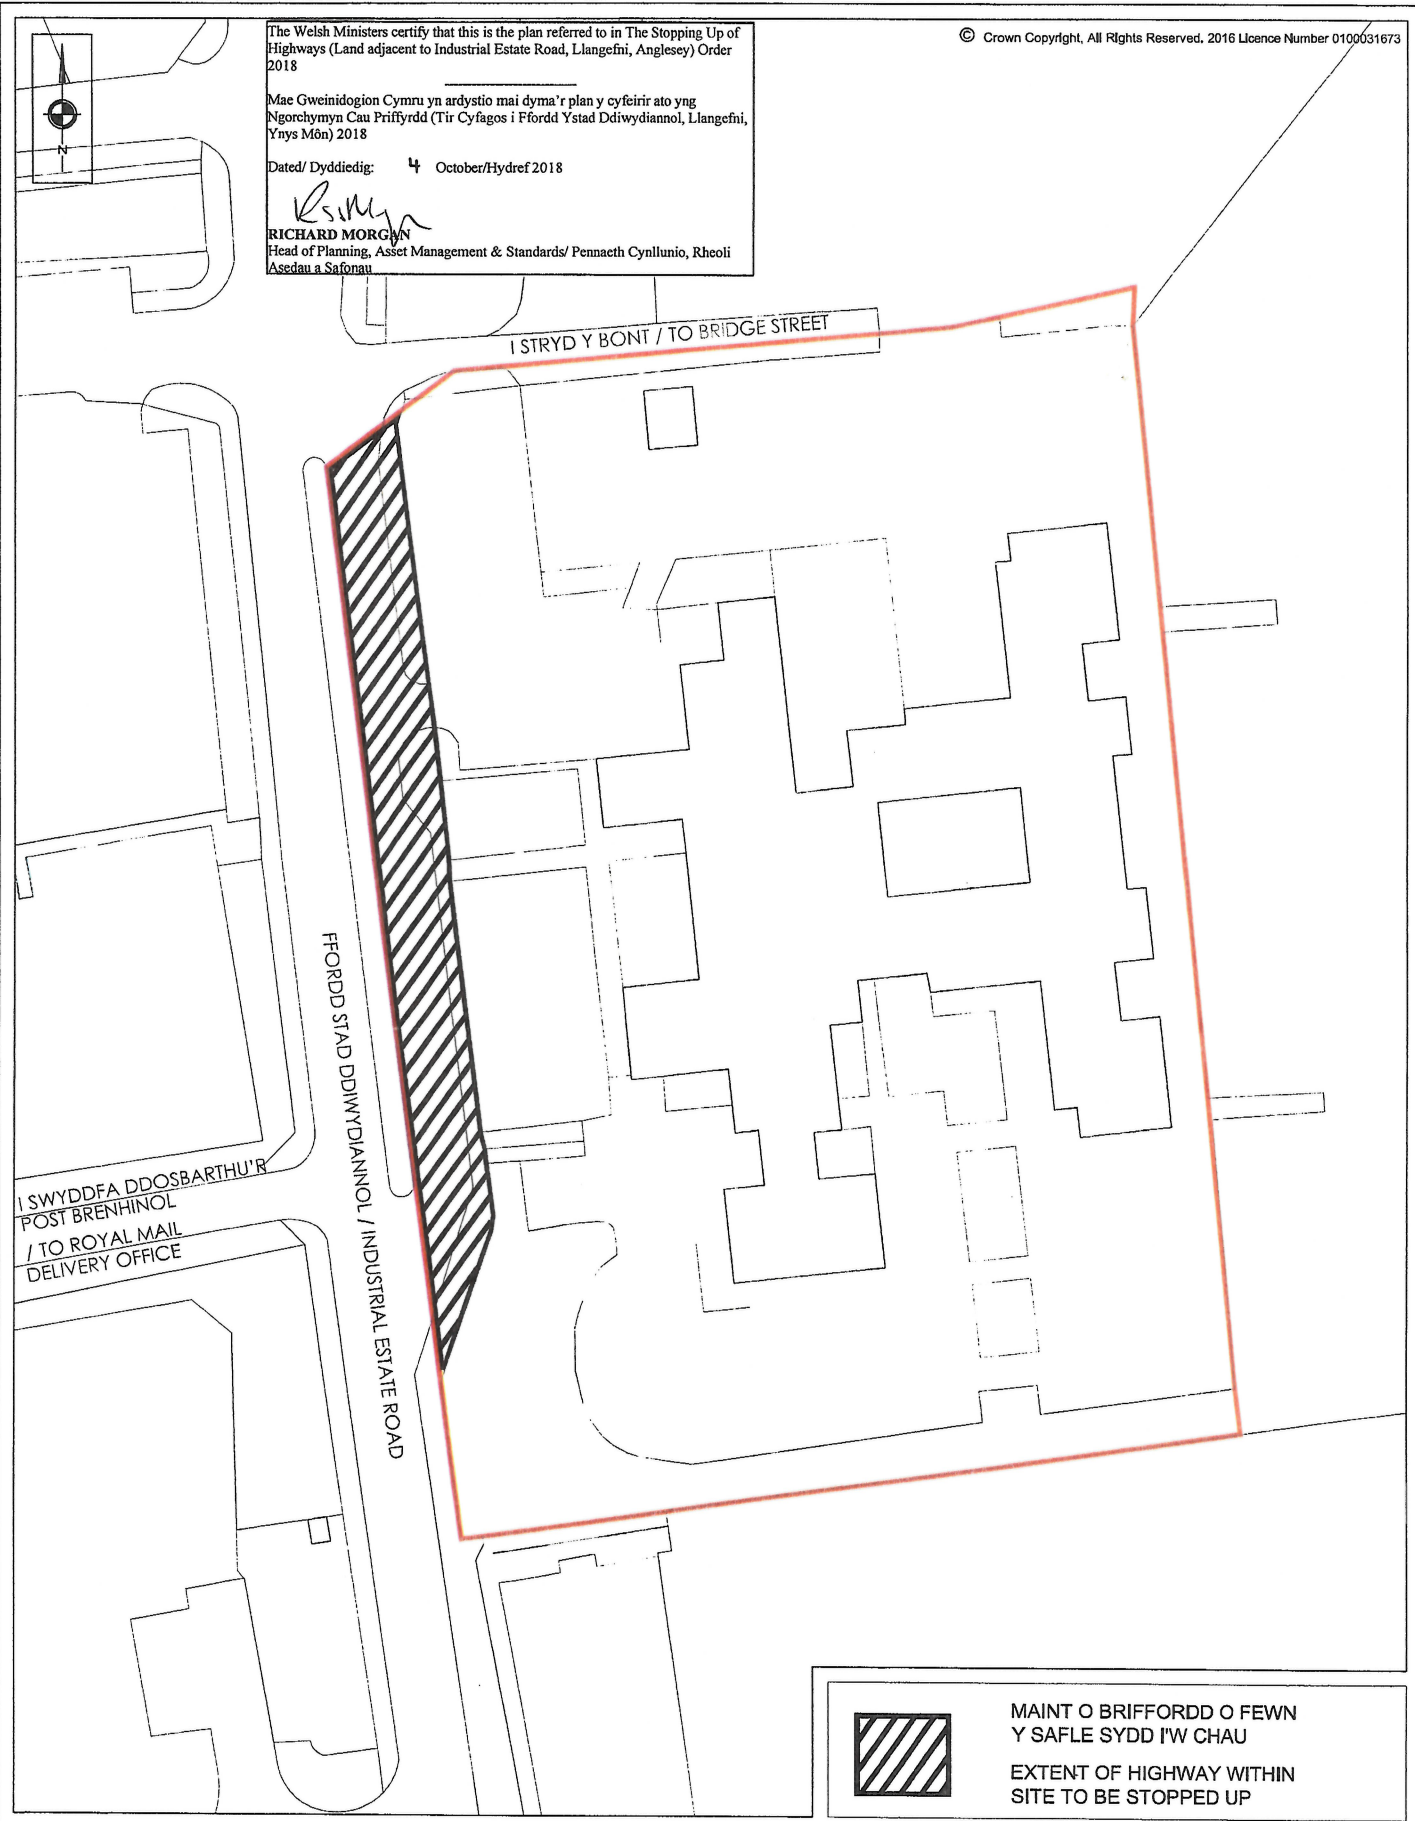 The Welsh Ministers certify that this is the plan referred to in The Stopping Up of
Highways (Land adjacent to Industrial Estate Road, Llangefni, Anglesey) Order
2018
Mae Gweinidogion Cymru yn ardystio mai dyma'r plan y cyfeirir ato yng
Ngorchymyn Cau Priffyrdd (Tir Cyfagos i Ffordd Ystad Ddiwydiannol, Llangefni,
Ynys Môn) 2018
Dated/ Dyddiedig: 4 October/Hydref 2018
RICHARD MORGAN
Head of Planning, Asset Management & Standards/ Pennaeth Cynllunio, Rheoli
Asedau a Safonau
© Crown Copyright, All Rights Reserved. 2016 Licence Number 0100031673
N
I STRYD Y BONT / TO BRIDGE STREET
FFORDD STAD DDIWYDIANNOL / INDUSTRIAL ESTATE ROAD
I SWYDDFA DDOSBARTHU'R
POST BRENHINOL
/ TO ROYAL MAIL
DELIVERY OFFICE
MAINT O BRIFFORDD O FEWN
Y SAFLE SYDD I'W CHAU
EXTENT OF HIGHWAY WITHIN
SITE TO BE STOPPED UP